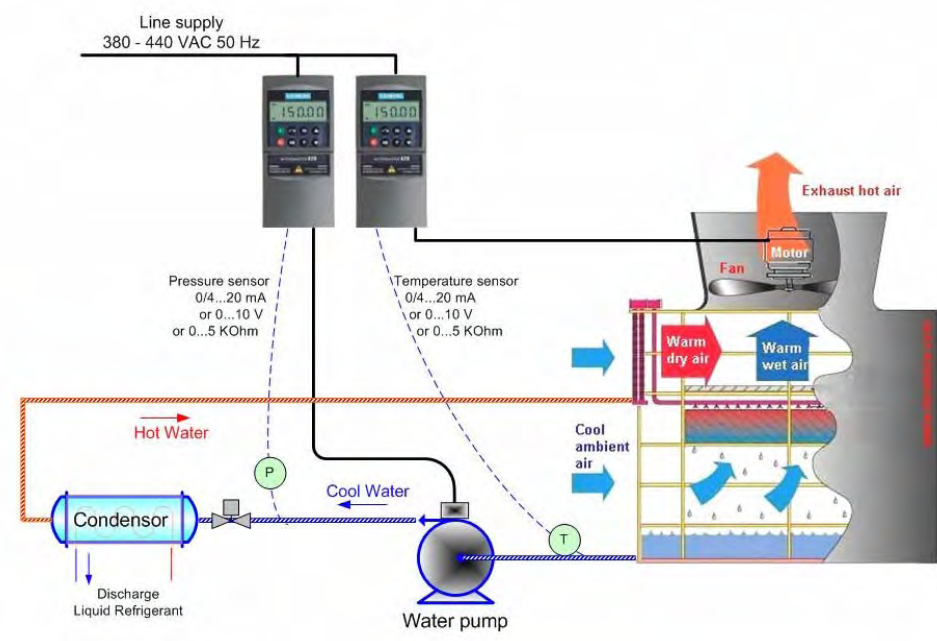 Line supply
380 - 440 VAC 50 Hz
SIEMENS
150.00
SIEMENS
150.00
Exhaust hot air
Motor
Fan
Pressure sensor
0/4...20 mA
or 0...10 V
or 0...5 KOhm
Temperature sensor
0/4...20 mA
or 0...10 V
or 0...5 KOhm
Warm
dry air
Warm
wet air
Hot Water
Cool
ambient
air
P
Cool Water
Condensor
T
Discharge
Liquid Refrigerant
Water pump